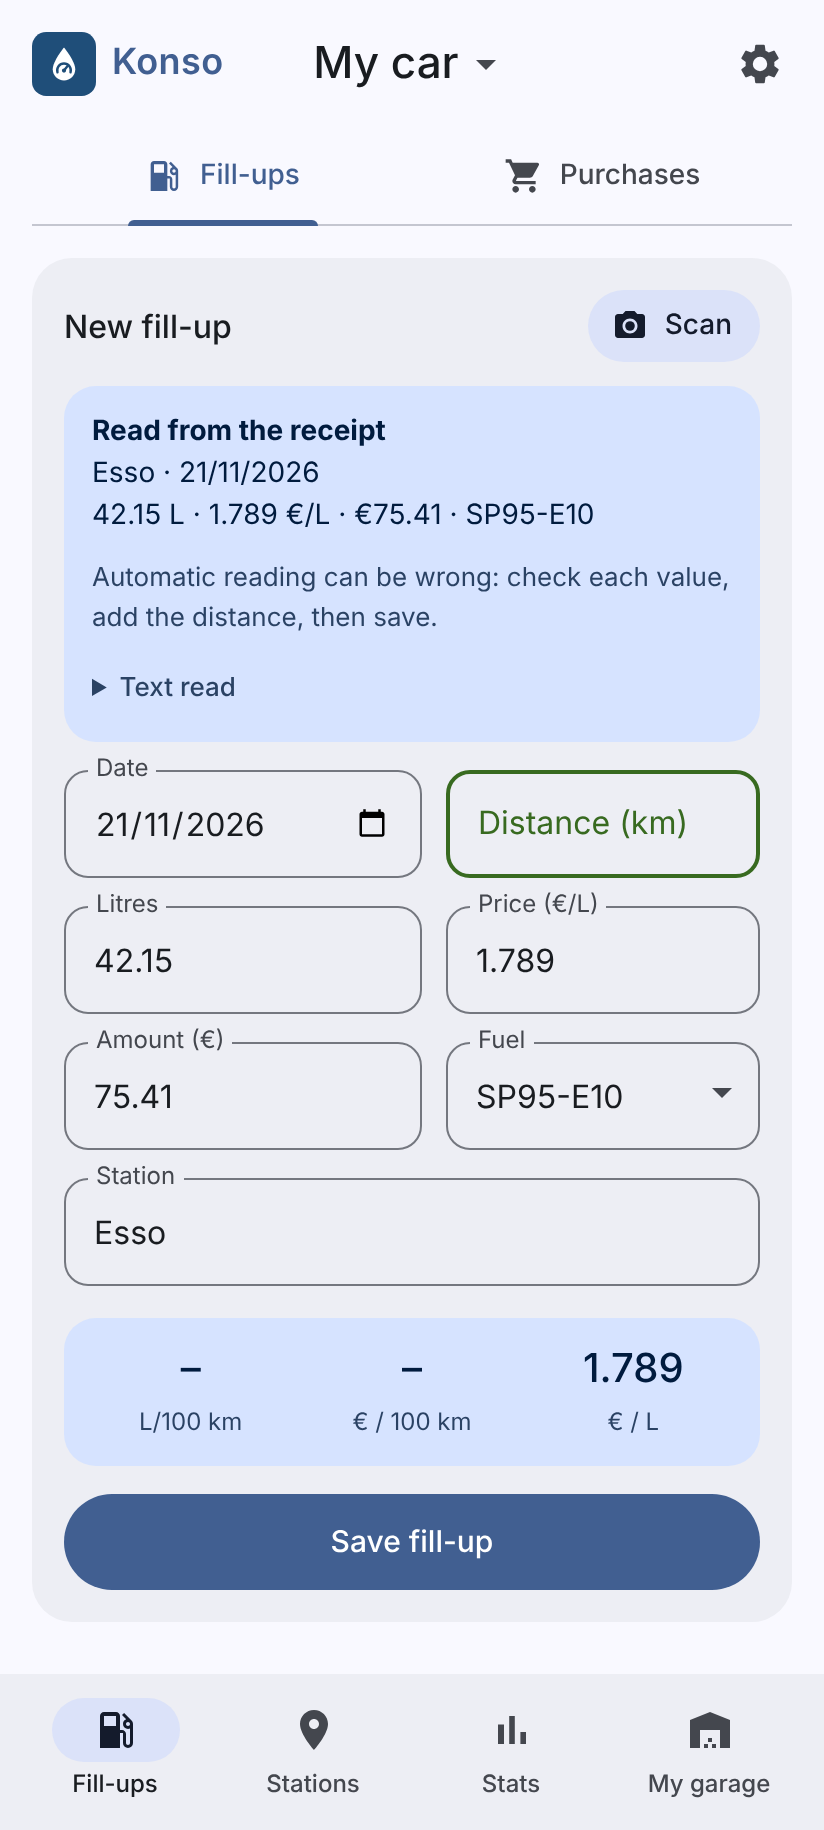 Konso
My car
Fill-ups
Purchases
New fill-up
Scan
Read from the receipt
Esso · 21/11/2026
42.15 L · 1.789 €/L · €75.41 · SP95-E10
Automatic reading can be wrong: check each value,
add the distance, then save.
Text read
Date
21/11/2026
Distance (km)
Litres
42.15
Price (€/L)
1.789
Amount (€)
75.41
Fuel
SP95-E10
Station
Esso
– – 1.789
L/100 km € / 100 km € / L
Save fill-up
Fill-ups
Stations
Stats
My garage